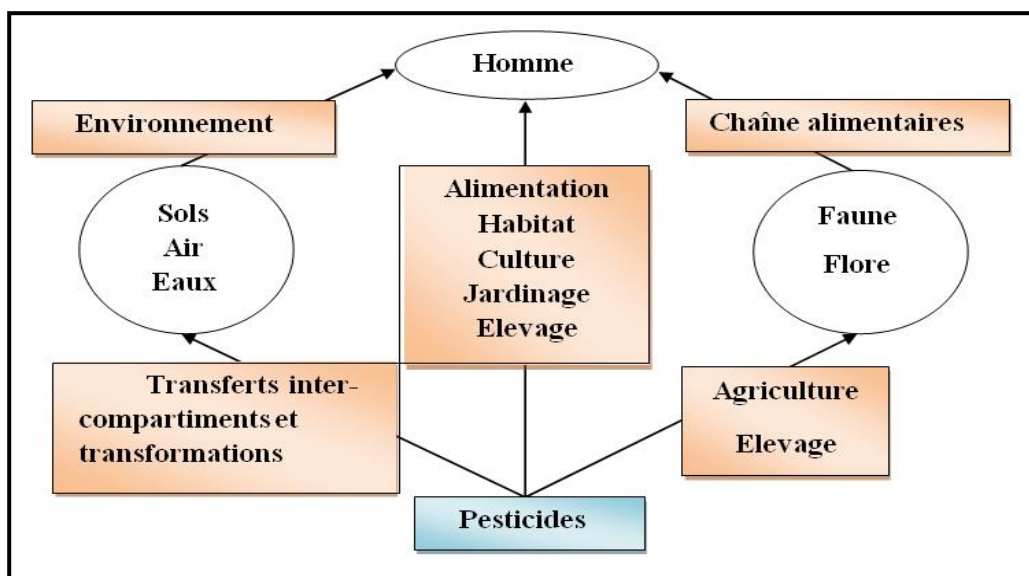 Homme
Environnement
Chaîne alimentaires
Sols
Air
Eaux
Alimentation
Habitat
Culture
Jardinage
Elevage
Faune
Flore
Transferts inter-
compartiments et
transformations
Agriculture
Elevage
Pesticides